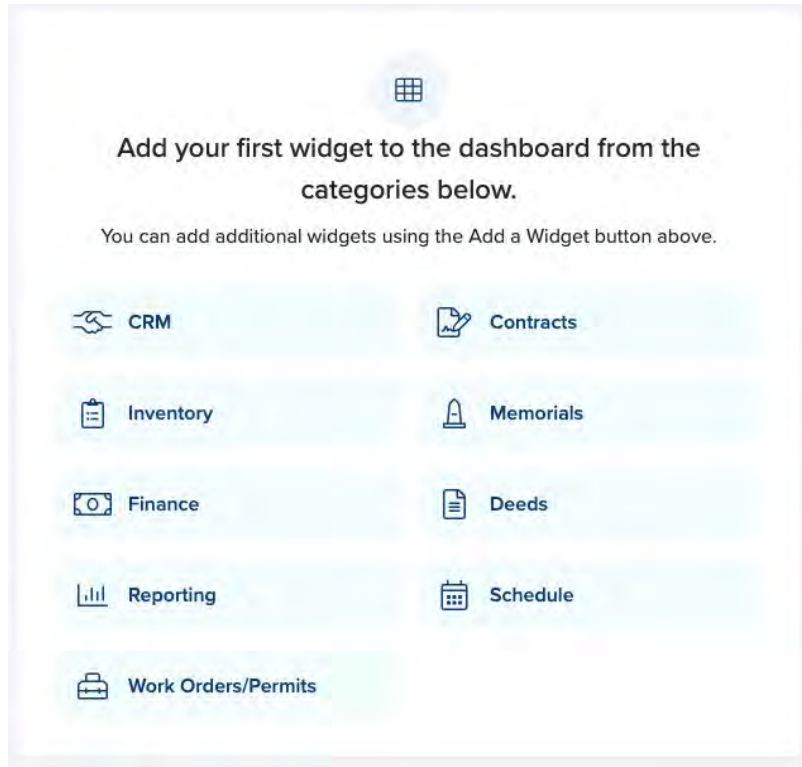 Add your first widget to the dashboard from the
categories below.
You can add additional widgets using the Add a Widget button above.
CRM
Contracts
Inventory
Memorials
Finance
Deeds
Reporting
Schedule
Work Orders/Permits